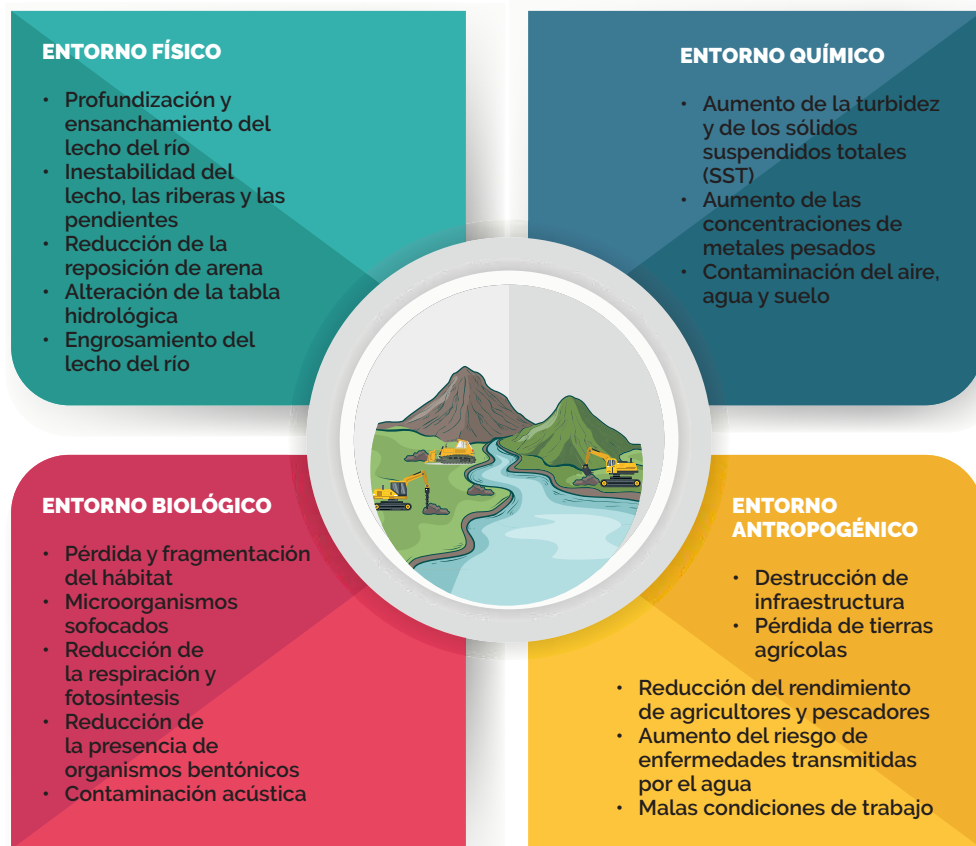 ENTORNO FÍSICO
• Profundización y
ensanchamiento del
lecho del río
• Inestabilidad del
lecho, las riberas y las
pendientes
• Reducción de la
reposición de arena
• Alteración de la tabla
hidrológica
• Engrosamiento del
lecho del río
ENTORNO QUÍMICO
• Aumento de la turbidez
y de los sólidos
suspendidos totales
(SST)
• Aumento de las
concentraciones de
metales pesados
• Contaminación del aire,
agua y suelo
ENTORNO BIOLÓGICO
• Pérdida y fragmentación
del hábitat
• Microorganismos
sofocados
• Reducción de
la respiración y
fotosíntesis
• Reducción de
la presencia de
organismos bentónicos
• Contaminación acústica
ENTORNO
ANTROPOGÉNICO
• Destrucción de
infraestructura
• Pérdida de tierras
agrícolas
• Reducción del rendimiento
de agricultores y pescadores
• Aumento del riesgo de
enfermedades transmitidas
por el agua
• Malas condiciones de trabajo